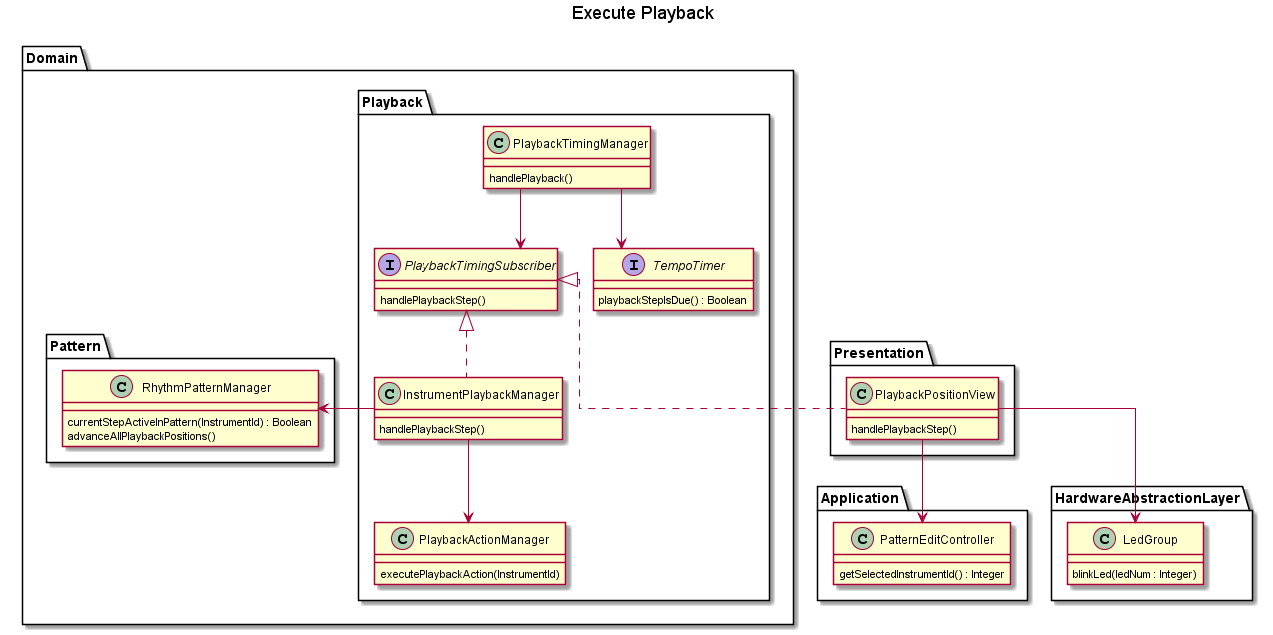 Execute Playback
Domain
Playback
C PlaybackTimingManager
handlePlayback()
I PlaybackTimingSubscriber
handlePlaybackStep()
I TempoTimer
playbackStepIsDue() : Boolean
Pattern
C RhythmPatternManager
currentStepActiveInPattern(InstrumentId) : Boolean
advanceAllPlaybackPositions()
C InstrumentPlaybackManager
handlePlaybackStep()
C PlaybackActionManager
executePlaybackAction(InstrumentId)
Presentation
C PlaybackPositionView
handlePlaybackStep()
Application
C PatternEditController
getSelectedInstrumentId() : Integer
HardwareAbstractionLayer
C LedGroup
blinkLed(ledNum : Integer)